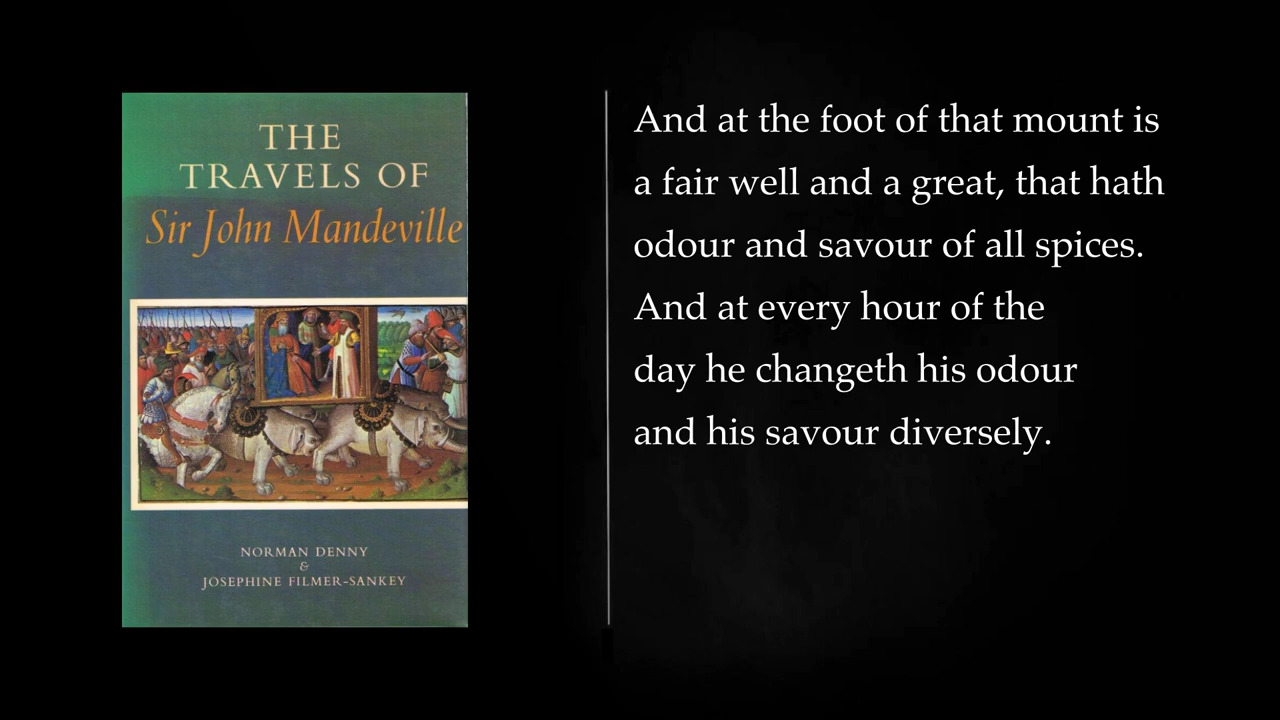 THE
TRAVELS OF
Sir John Mandeville
NORMAN DENNY
&
JOSEPHINE FILMER-SANKEY
And at the foot of that mount is
a fair well and a great, that hath
odour and savour of all spices.
And at every hour of the
day he changeth his odour
and his savour diversely.